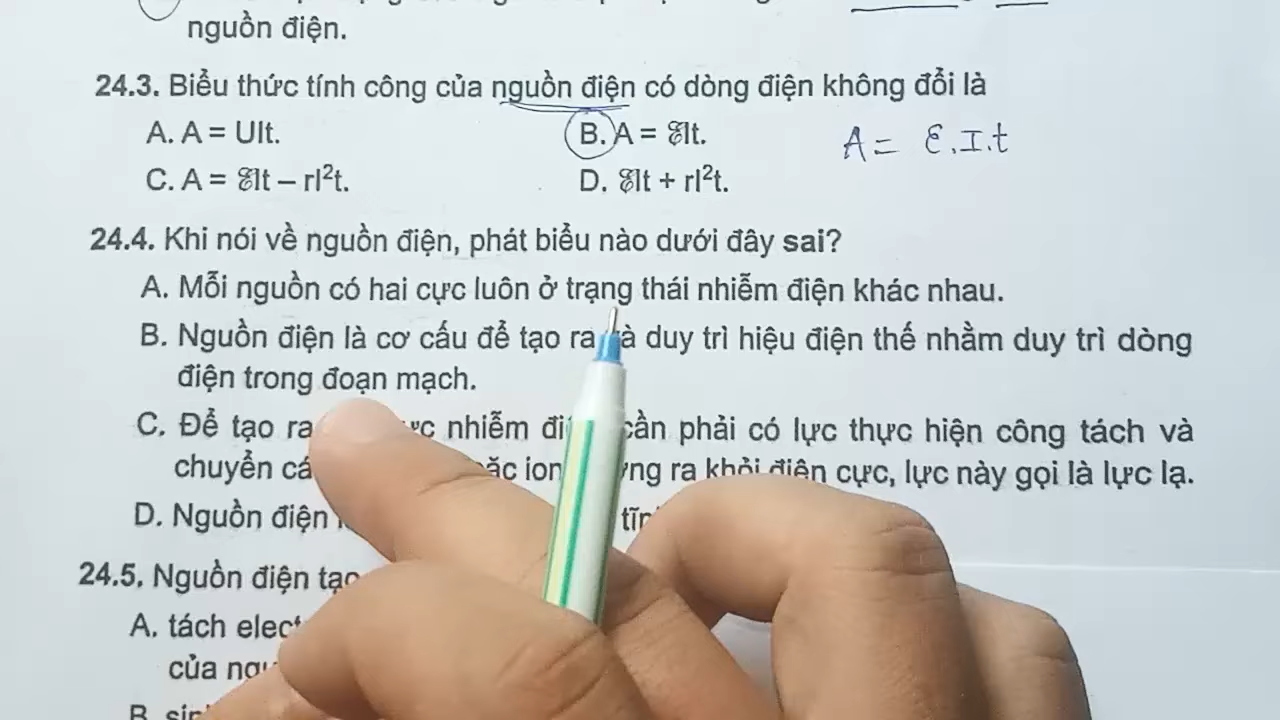 nguồn điện.
24.3. Biểu thức tính công của nguồn điện có dòng điện không đổi là
A. A = UIt. B. A = ℰIt. A = ℰ.I.t
C. A = ℰIt – rI²t. D. ℰIt + rI²t.
24.4. Khi nói về nguồn điện, phát biểu nào dưới đây sai?
A. Mỗi nguồn có hai cực luôn ở trạng thái nhiễm điện khác nhau.
B. Nguồn điện là cơ cấu để tạo ra duy trì hiệu điện thế nhằm duy trì dòng
điện trong đoạn mạch.
C. Để tạo ra nhiễm cần phải có lực thực hiện công tách và
chuyển ion ra khỏi điện cực, lực này gọi là lực lạ.
D. Nguồn điện
24.5. Nguồn điện
A. tách
của
B.